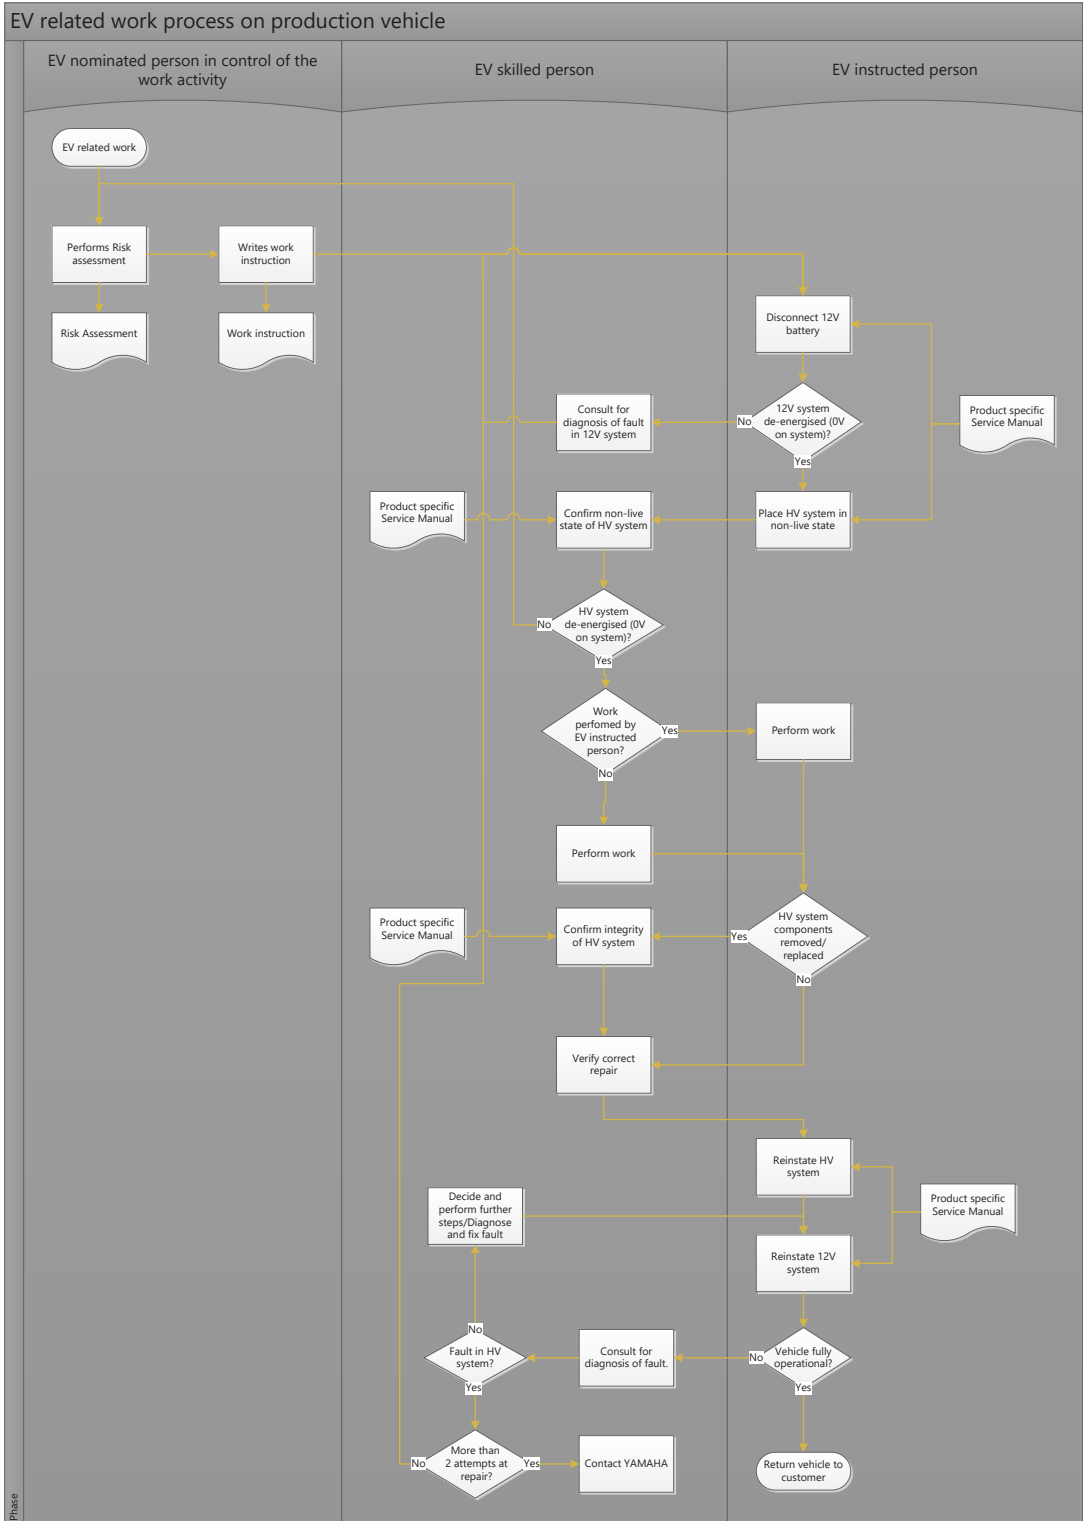 EV related work process on production vehicle
EV nominated person in control of the
work activity
EV skilled person
EV instructed person
EV related work
Performs Risk
assessment
Writes work
instruction
Risk Assessment
Work instruction
Disconnect 12V
battery
Consult for
diagnosis of fault
in 12V system
No
12V system
de-energised (0V
on system)?
Yes
Product specific
Service Manual
Product specific
Service Manual
Confirm non-live
state of HV system
Place HV system in
non-live state
No
HV system
de-energised (0V
on system)?
Yes
Work
perfomed by
EV instructed
person?
Yes
No
Perform work
Perform work
Product specific
Service Manual
Confirm integrity
of HV system
Yes
HV system
components
removed/
replaced
No
Verify correct
repair
Reinstate HV
system
Decide and
perform further
steps/Diagnose
and fix fault
Product specific
Service Manual
Reinstate 12V
system
No
Fault in HV
system?
Yes
Consult for
diagnosis of fault.
No
Vehicle fully
operational?
Yes
No
More than
2 attempts at
repair?
Yes
Contact YAMAHA
Return vehicle to
customer
Phase